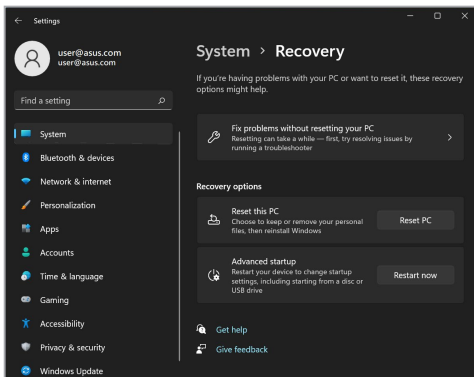 Settings
user@asus.com
user@asus.com
Find a setting
System
Bluetooth & devices
Network & internet
Personalization
Apps
Accounts
Time & language
Gaming
Accessibility
Privacy & security
Windows Update
System > Recovery
If you're having problems with your PC or want to reset it, these recovery
options might help.
Fix problems without resetting your PC
Resetting can take a while — first, try resolving issues by
running a troubleshooter
Recovery options
Reset this PC
Choose to keep or remove your personal
files, then reinstall Windows
Reset PC
Advanced startup
Restart your device to change startup
settings, including starting from a disc or
USB drive
Restart now
Get help
Give feedback